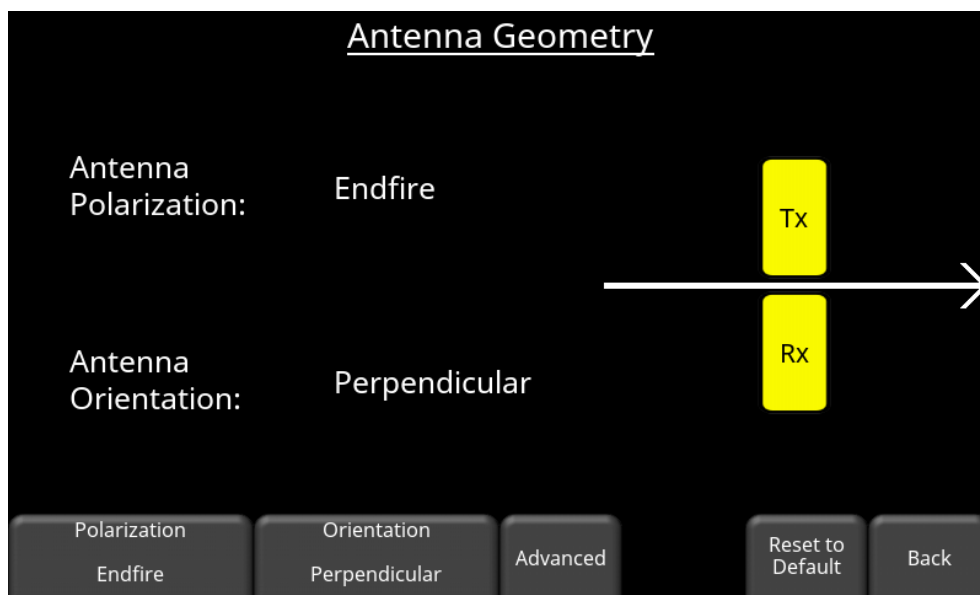 Antenna Geometry
Antenna
Polarization:
Endfire
Tx
Rx
Antenna
Orientation:
Perpendicular
Polarization
Endfire
Orientation
Perpendicular
Advanced
Reset to
Default
Back